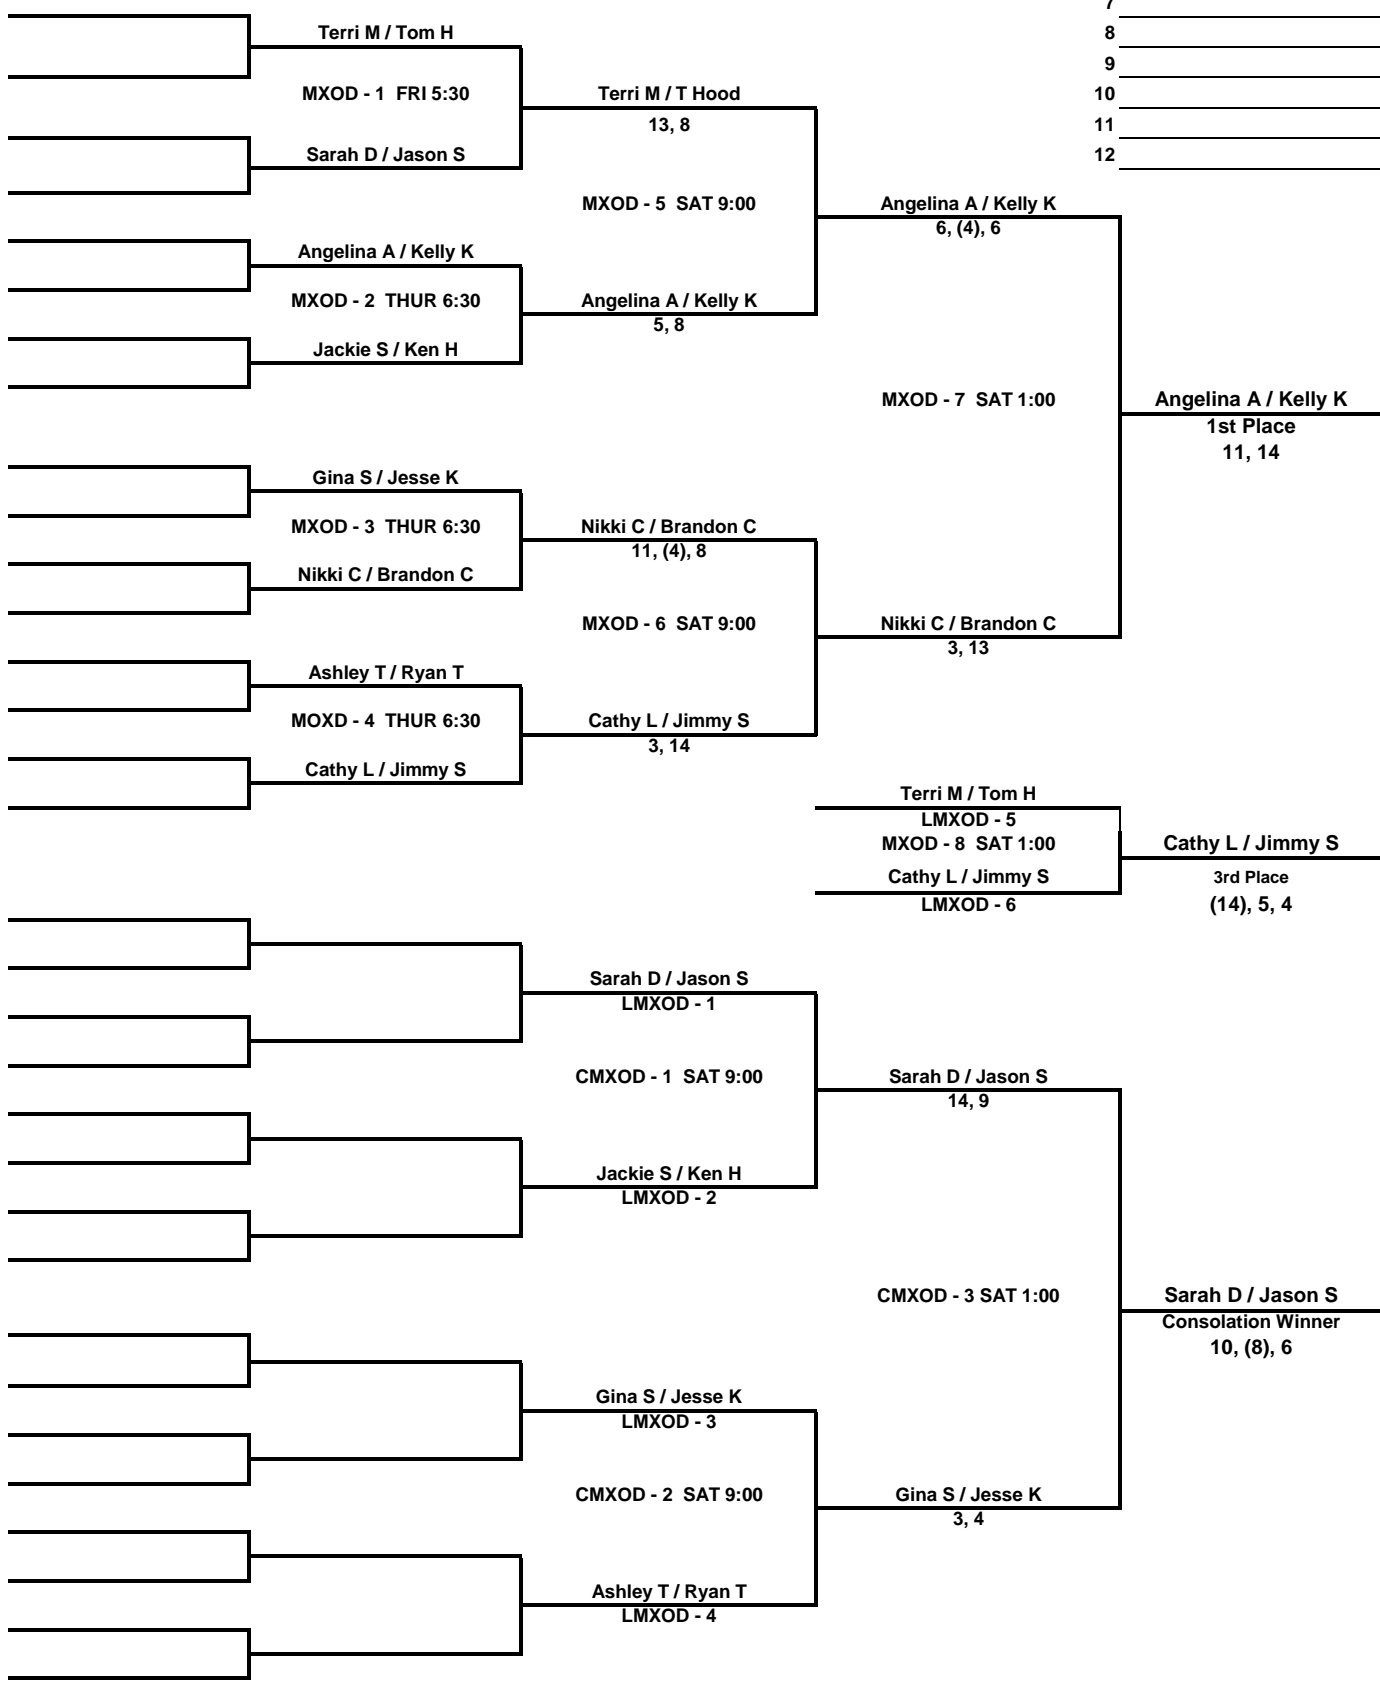 7
Terri M / Tom H
8
9
MXOD - 1 FRI 5:30
Terri M / T Hood
10
13, 8
11
Sarah D / Jason S
12
MXOD - 5 SAT 9:00
Angelina A / Kelly K
6, (4), 6
Angelina A / Kelly K
MXOD - 2 THUR 6:30
Angelina A / Kelly K
5, 8
Jackie S / Ken H
MXOD - 7 SAT 1:00
Angelina A / Kelly K
1st Place
11, 14
Gina S / Jesse K
MXOD - 3 THUR 6:30
Nikki C / Brandon C
11, (4), 8
Nikki C / Brandon C
MXOD - 6 SAT 9:00
Nikki C / Brandon C
3, 13
Ashley T / Ryan T
MOXD - 4 THUR 6:30
Cathy L / Jimmy S
3, 14
Cathy L / Jimmy S
Terri M / Tom H
LMXOD - 5
MXOD - 8 SAT 1:00
Cathy L / Jimmy S
Cathy L / Jimmy S
3rd Place
LMXOD - 6
(14), 5, 4
Sarah D / Jason S
LMXOD - 1
CMXOD - 1 SAT 9:00
Sarah D / Jason S
14, 9
Jackie S / Ken H
LMXOD - 2
CMXOD - 3 SAT 1:00
Sarah D / Jason S
Consolation Winner
10, (8), 6
Gina S / Jesse K
LMXOD - 3
CMXOD - 2 SAT 9:00
Gina S / Jesse K
3, 4
Ashley T / Ryan T
LMXOD - 4